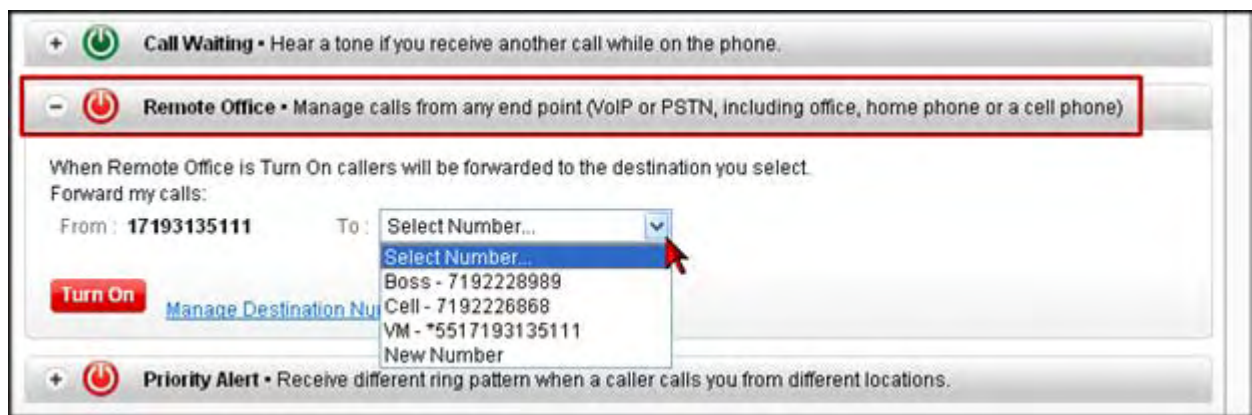 Call Waiting • Hear a tone if you receive another call while on the phone.
Remote Office • Manage calls from any end point (VoIP or PSTN, including office, home phone or a cell phone)
When Remote Office is Turn On callers will be forwarded to the destination you select.
Forward my calls:
From : 17193135111 To : Select Number...
Select Number...
Boss - 7192228989
Cell - 7192226868
VM - *5517193135111
New Number
Turn On Manage Destination Nu
Priority Alert • Receive different ring pattern when a caller calls you from different locations.